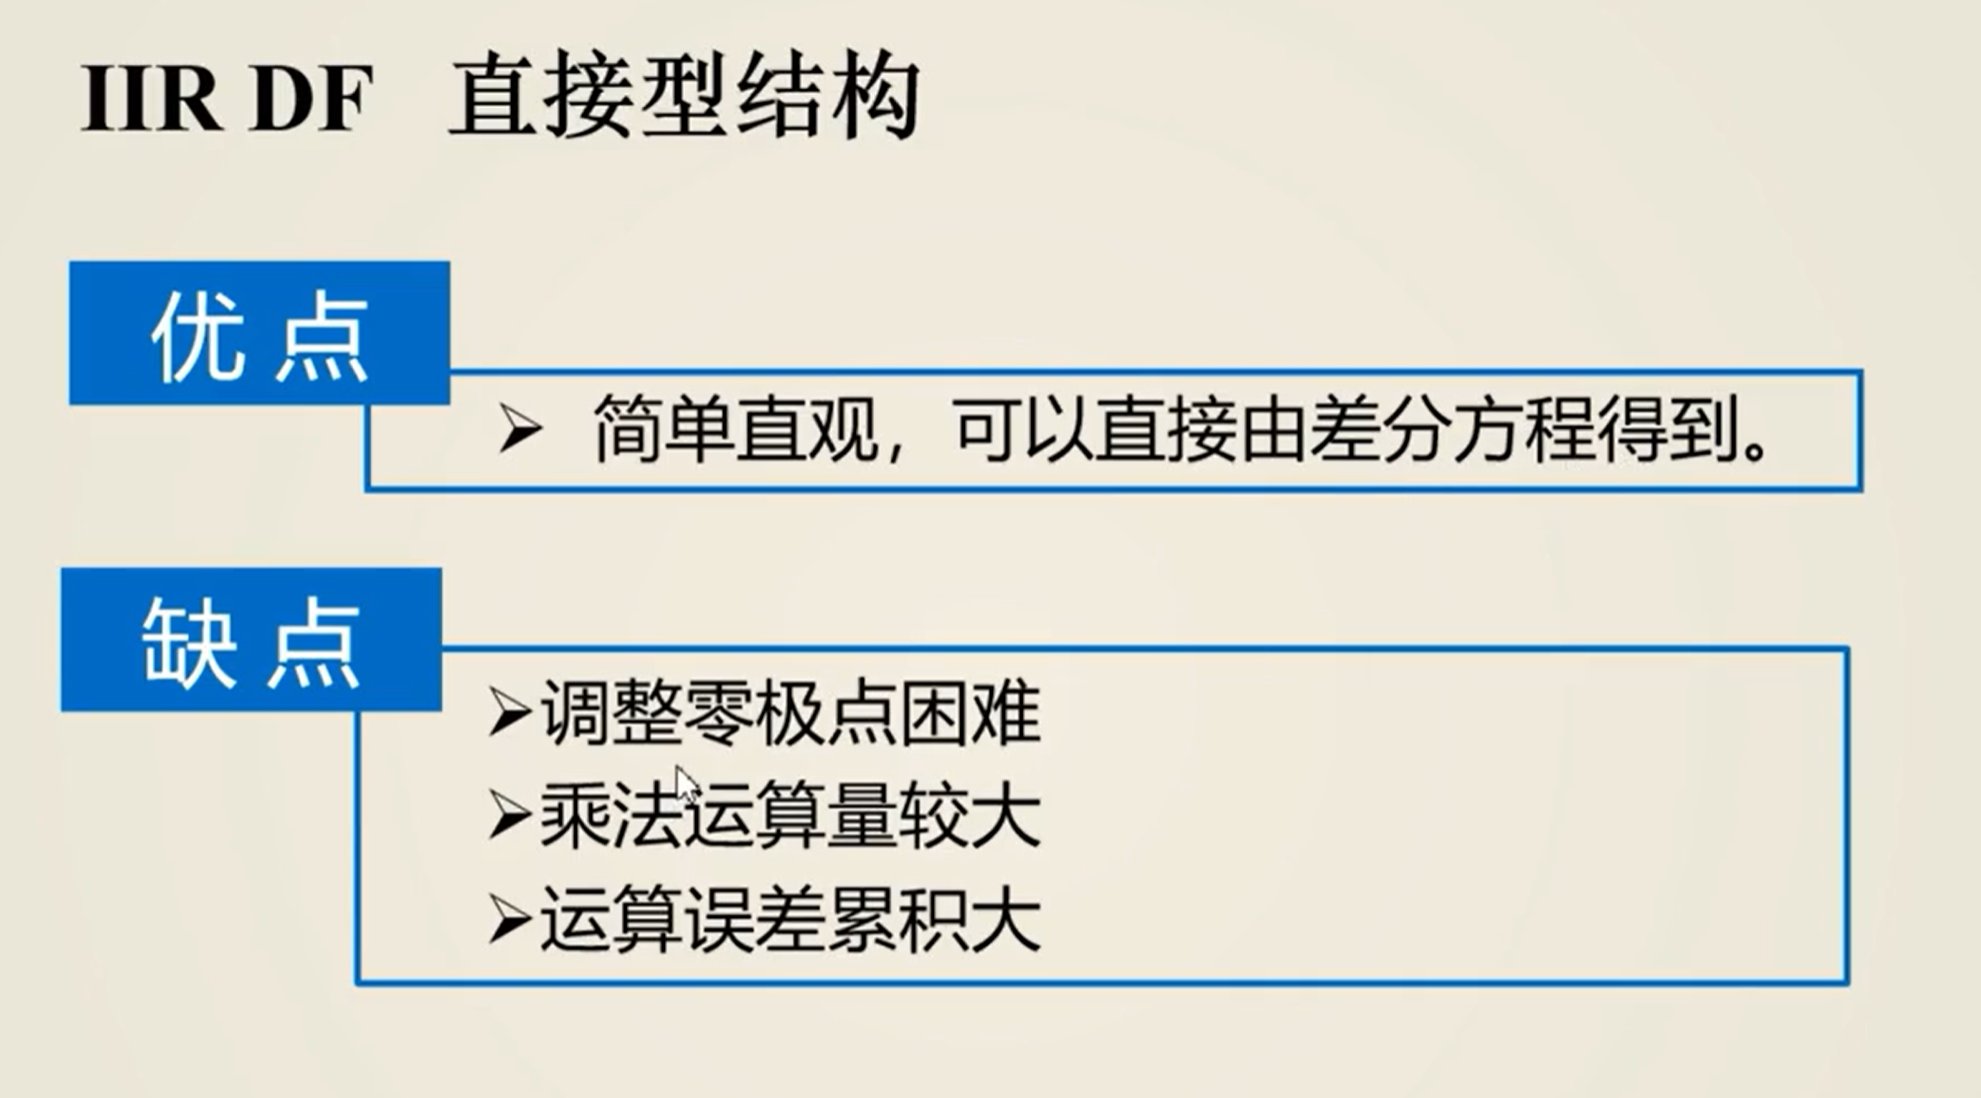 IIR DF 直接型结构
优点
➢ 简单直观，可以直接由差分方程得到。
缺点
➢调整零极点困难
➢乘法运算量较大
➢运算误差累积大